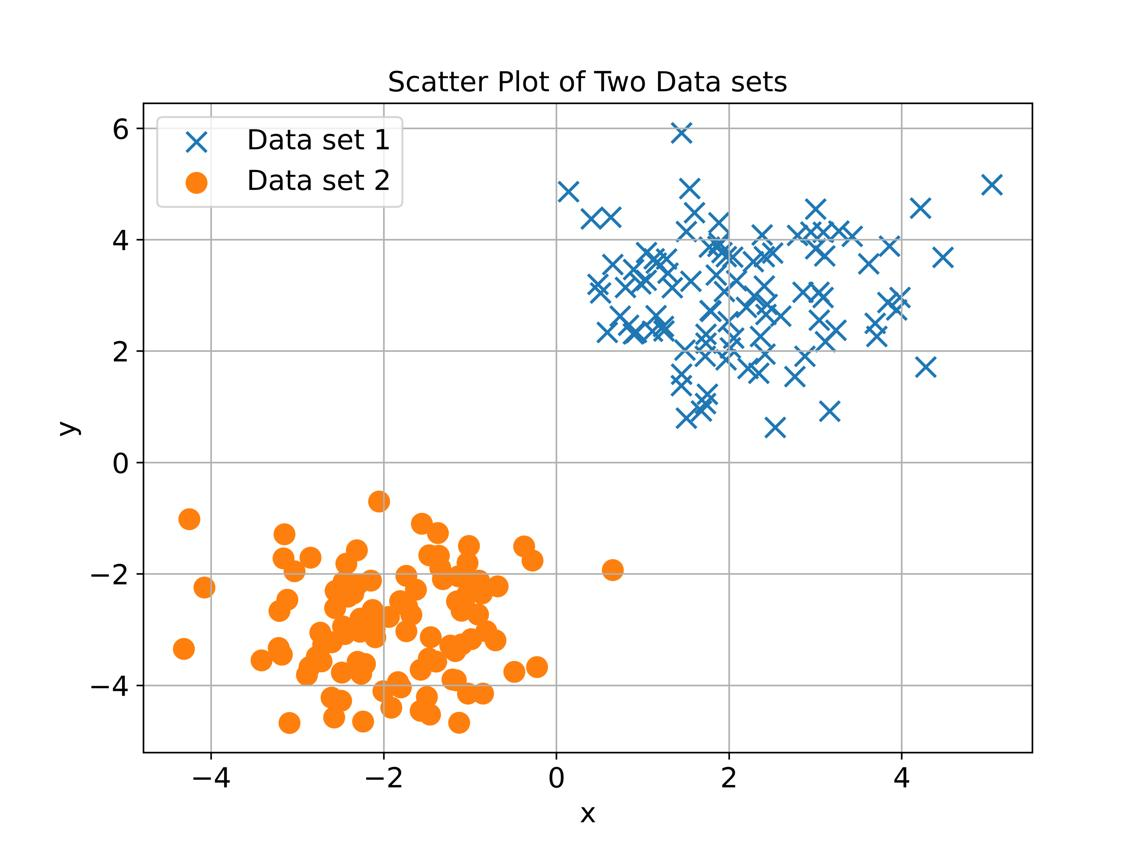 Scatter Plot of Two Data sets
Data set 1
Data set 2
6
4
2
0
−2
−4
y
−4 −2 0 2 4
x